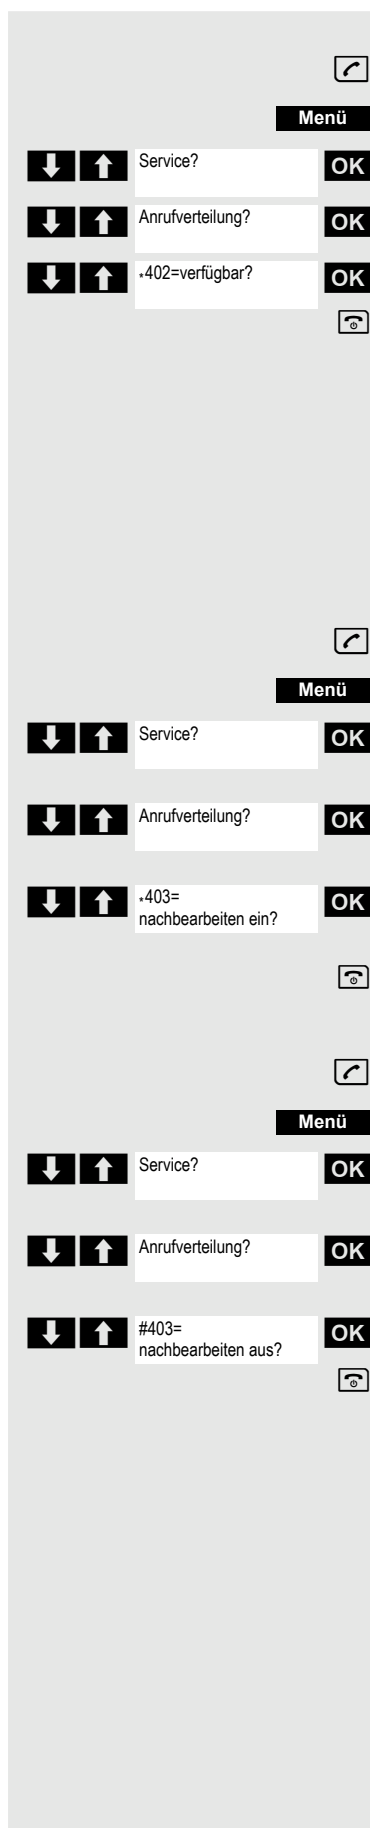 Menü
Service? OK
Anrufverteilung? OK
*402=verfügbar? OK
Menü
Service? OK
Anrufverteilung? OK
*403= OK
nachbearbeiten ein?
Menü
Service? OK
Anrufverteilung? OK
#403= OK
nachbearbeiten aus?